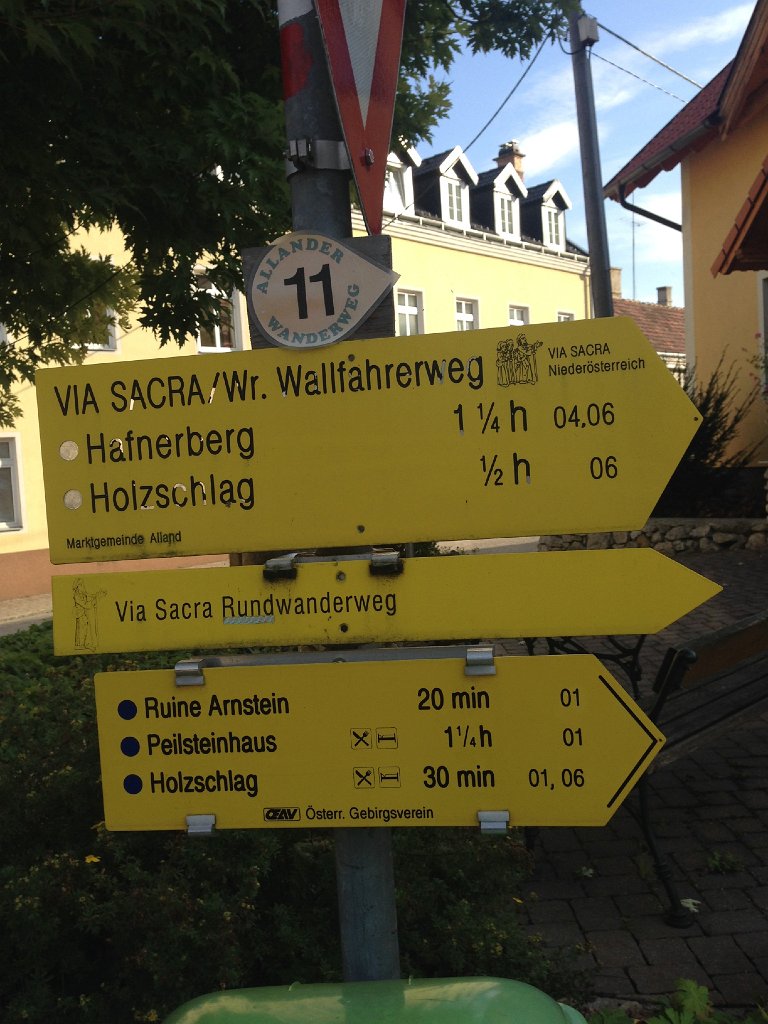 ALLANDER
11
WANDERWEG
VIA SACRA/Wr. Wallfahrerweg
VIA SACRA
Niederösterreich
Hafnerberg 1 ¼ h 04,06
Holzschlag ½ h 06
Marktgemeinde Alland
Via Sacra Rundwanderweg
Ruine Arnstein 20 min 01
Peilsteinhaus 1¼ h 01
Holzschlag 30 min 01, 06
OEAV Österr. Gebirgsverein